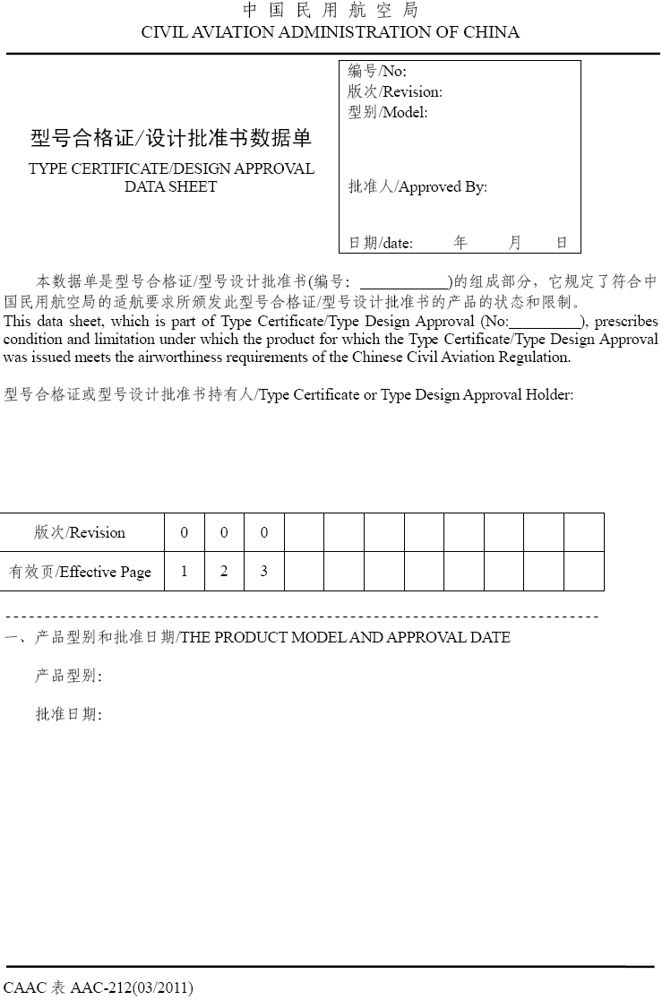 中 国 民 用 航 空 局
CIVIL AVIATION ADMINISTRATION OF CHINA
型号合格证/设计批准书数据单
TYPE CERTIFICATE/DESIGN APPROVAL
DATA SHEET
编号/No:
版次/Revision:
型别/Model:
批准人/Approved By:
日期/date: 年 月 日
本数据单是型号合格证/型号设计批准书(编号：___________)的组成部分，它规定了符合中
国民用航空局的适航要求所颁发此型号合格证/型号设计批准书的产品的状态和限制。
This data sheet, which is part of Type Certificate/Type Design Approval (No:_________), prescribes
condition and limitation under which the product for which the Type Certificate/Type Design Approval
was issued meets the airworthiness requirements of the Chinese Civil Aviation Regulation.
型号合格证或型号设计批准书持有人/Type Certificate or Type Design Approval Holder:
版次/Revision 0 0 0
有效页/Effective Page 1 2 3
一、产品型别和批准日期/THE PRODUCT MODEL AND APPROVAL DATE
产品型别：
批准日期：
CAAC 表 AAC-212(03/2011)